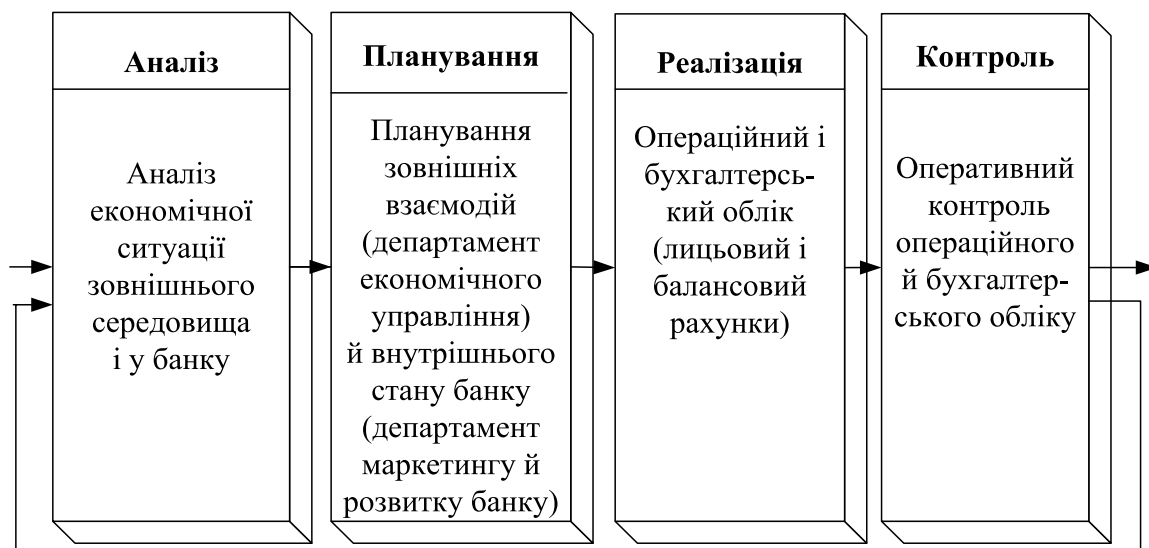 Аналіз
Аналіз
економічної
ситуації
зовнішнього
середовища
і у банку
Планування
Планування
зовнішніх
взаємодій
(департамент
економічного
управління)
й внутрішнього
стану банку
(департамент
маркетингу й
розвитку банку)
Реалізація
Операційний і
бухгалтерсь-
кий облік
(лицьовий і
балансовий
рахунки)
Контроль
Оперативний
контроль
операційного
й бухгалтер-
ського обліку